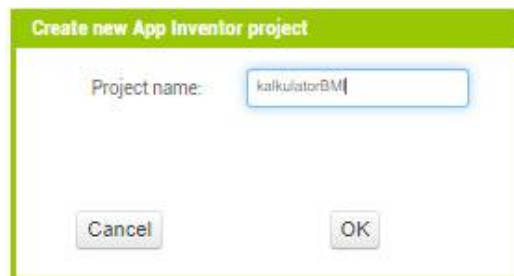 Create new App Inventor project
Project name: kalkulatorBMI
Cancel OK